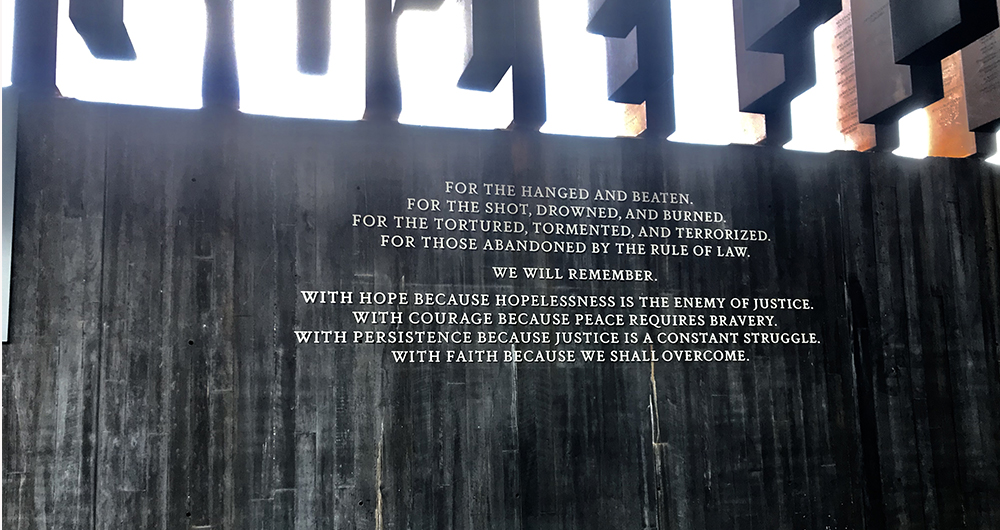 FOR THE HANGED AND BEATEN.
FOR THE SHOT, DROWNED, AND BURNED.
FOR THE TORTURED, TORMENTED, AND TERRORIZED.
FOR THOSE ABANDONED BY THE RULE OF LAW.
WE WILL REMEMBER.
WITH HOPE BECAUSE HOPELESSNESS IS THE ENEMY OF JUSTICE.
WITH COURAGE BECAUSE PEACE REQUIRES BRAVERY.
WITH PERSISTENCE BECAUSE JUSTICE IS A CONSTANT STRUGGLE.
WITH FAITH BECAUSE WE SHALL OVERCOME.